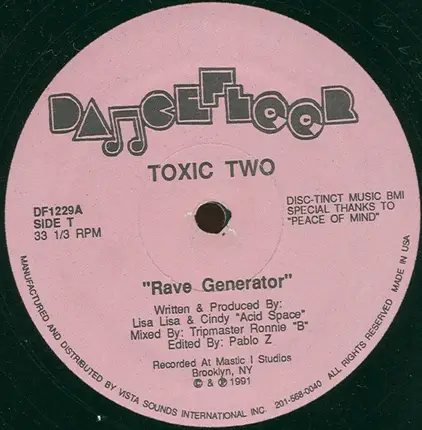 DANCEFLOOR
TOXIC TWO
DF1229A
SIDE T
33 1/3 RPM
DISC-TINCT MUSIC BMI
SPECIAL THANKS TO
"PEACE OF MIND"
"Rave Generator"
Written & Produced By:
Lisa Lisa & Cindy "Acid Space"
Mixed By: Tripmaster Ronnie "B"
Edited By: Pablo Z
Recorded At Mastic I Studios
Brooklyn, NY
© & ℗ 1991
MANUFACTURED AND DISTRIBUTED BY VISTA SOUNDS INTERNATIONAL INC. 201-568-0040 ALL RIGHTS RESERVED MADE IN USA